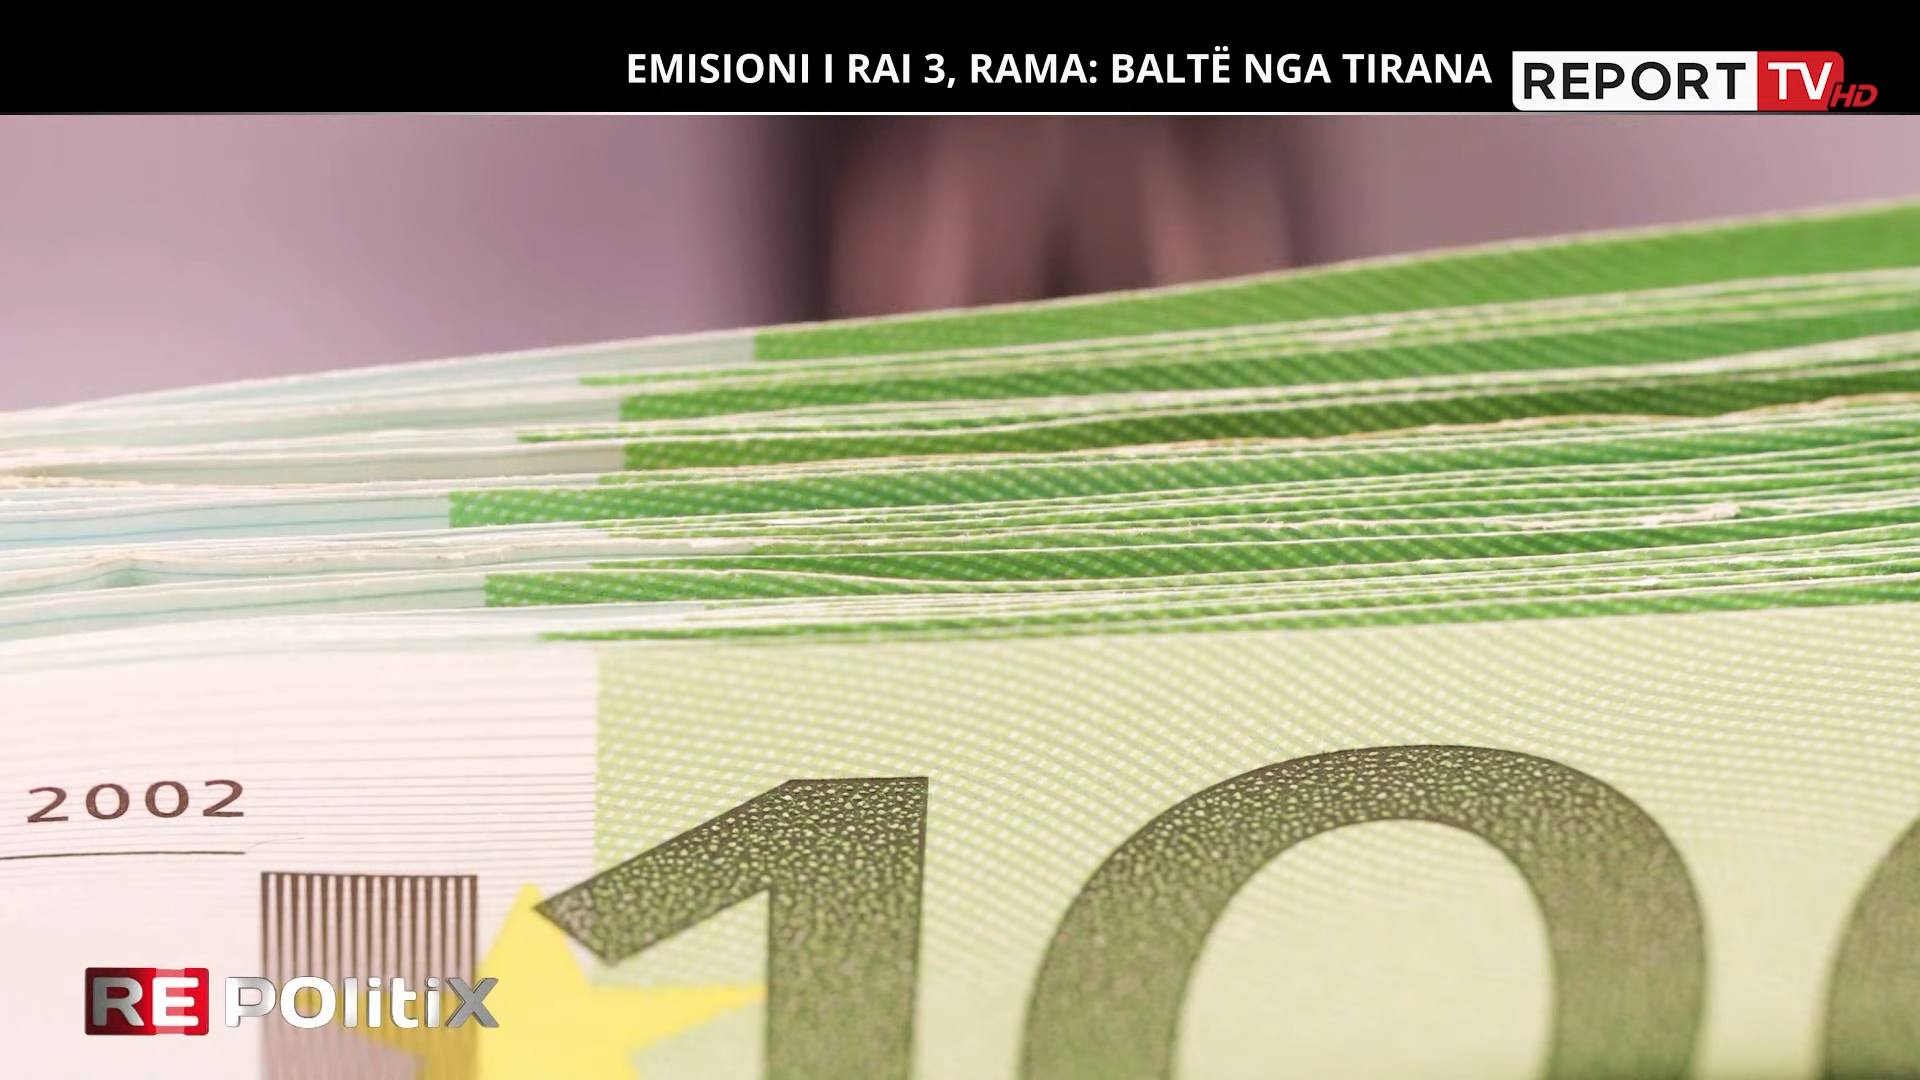 EMISIONI I RAI 3, RAMA: BALTË NGA TIRANA
REPORT TV HD
2002
100
RE POlitiX